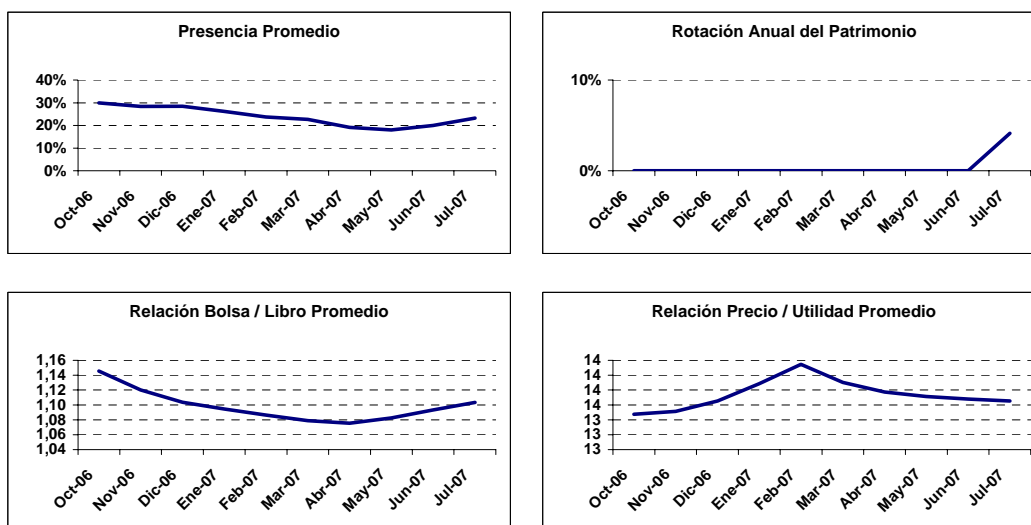 Presencia Promedio
40%
30%
20%
10%
0%
Oct-06
Nov-06
Dic-06
Ene-07
Feb-07
Mar-07
Abr-07
May-07
Jun-07
Jul-07
Rotación Anual del Patrimonio
10%
0%
Oct-06
Nov-06
Dic-06
Ene-07
Feb-07
Mar-07
Abr-07
May-07
Jun-07
Jul-07
Relación Bolsa / Libro Promedio
1,16
1,14
1,12
1,10
1,08
1,06
1,04
Oct-06
Nov-06
Dic-06
Ene-07
Feb-07
Mar-07
Abr-07
May-07
Jun-07
Jul-07
Relación Precio / Utilidad Promedio
14
14
14
14
13
13
13
Oct-06
Nov-06
Dic-06
Ene-07
Feb-07
Mar-07
Abr-07
May-07
Jun-07
Jul-07